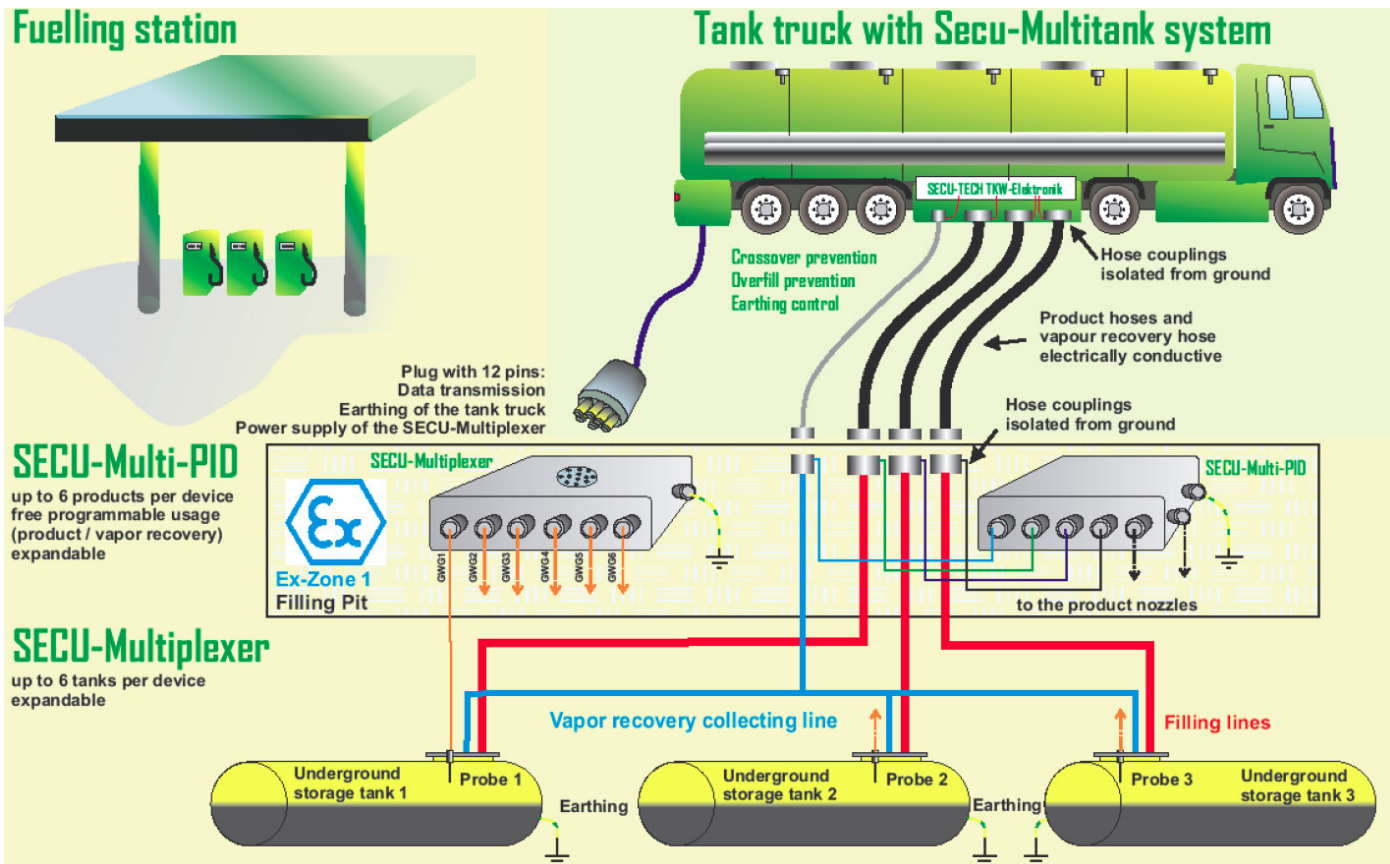 Fuelling station
Tank truck with Secu-Multitank system
SECU-TECH TKW-Elektronik
Crossover prevention
Overfill prevention
Earthing control
Hose couplings
isolated from ground
Product hoses and
vapour recovery hose
electrically conductive
Plug with 12 pins:
Data transmission
Earthing of the tank truck
Power supply of the SECU-Multiplexer
Hose couplings
isolated from ground
SECU-Multi-PID
up to 6 products per device
free programmable usage
(product / vapor recovery)
expandable
Ex
Ex-Zone 1
Filling Pit
SECU-Multiplexer
GWG1
GWG2
GWG3
GWG4
GWG5
GWG6
SECU-Multi-PID
to the product nozzles
SECU-Multiplexer
up to 6 tanks per device
expandable
Vapor recovery collecting line
Filling lines
Underground
storage tank 1
Probe 1
Earthing
Underground
storage tank 2
Probe 2
Earthing
Probe 3
Underground
storage tank 3